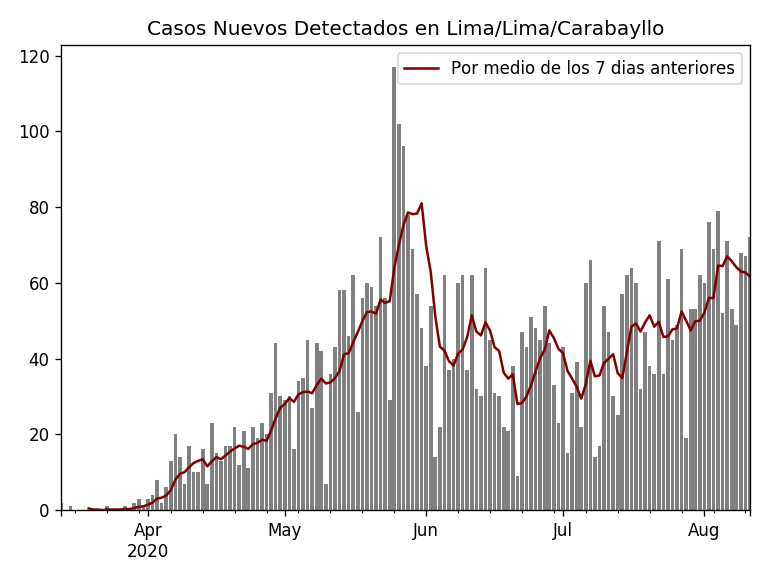 Casos Nuevos Detectados en Lima/Lima/Carabayllo
Por medio de los 7 dias anteriores
120
100
80
60
40
20
0
Apr
2020
May
Jun
Jul
Aug